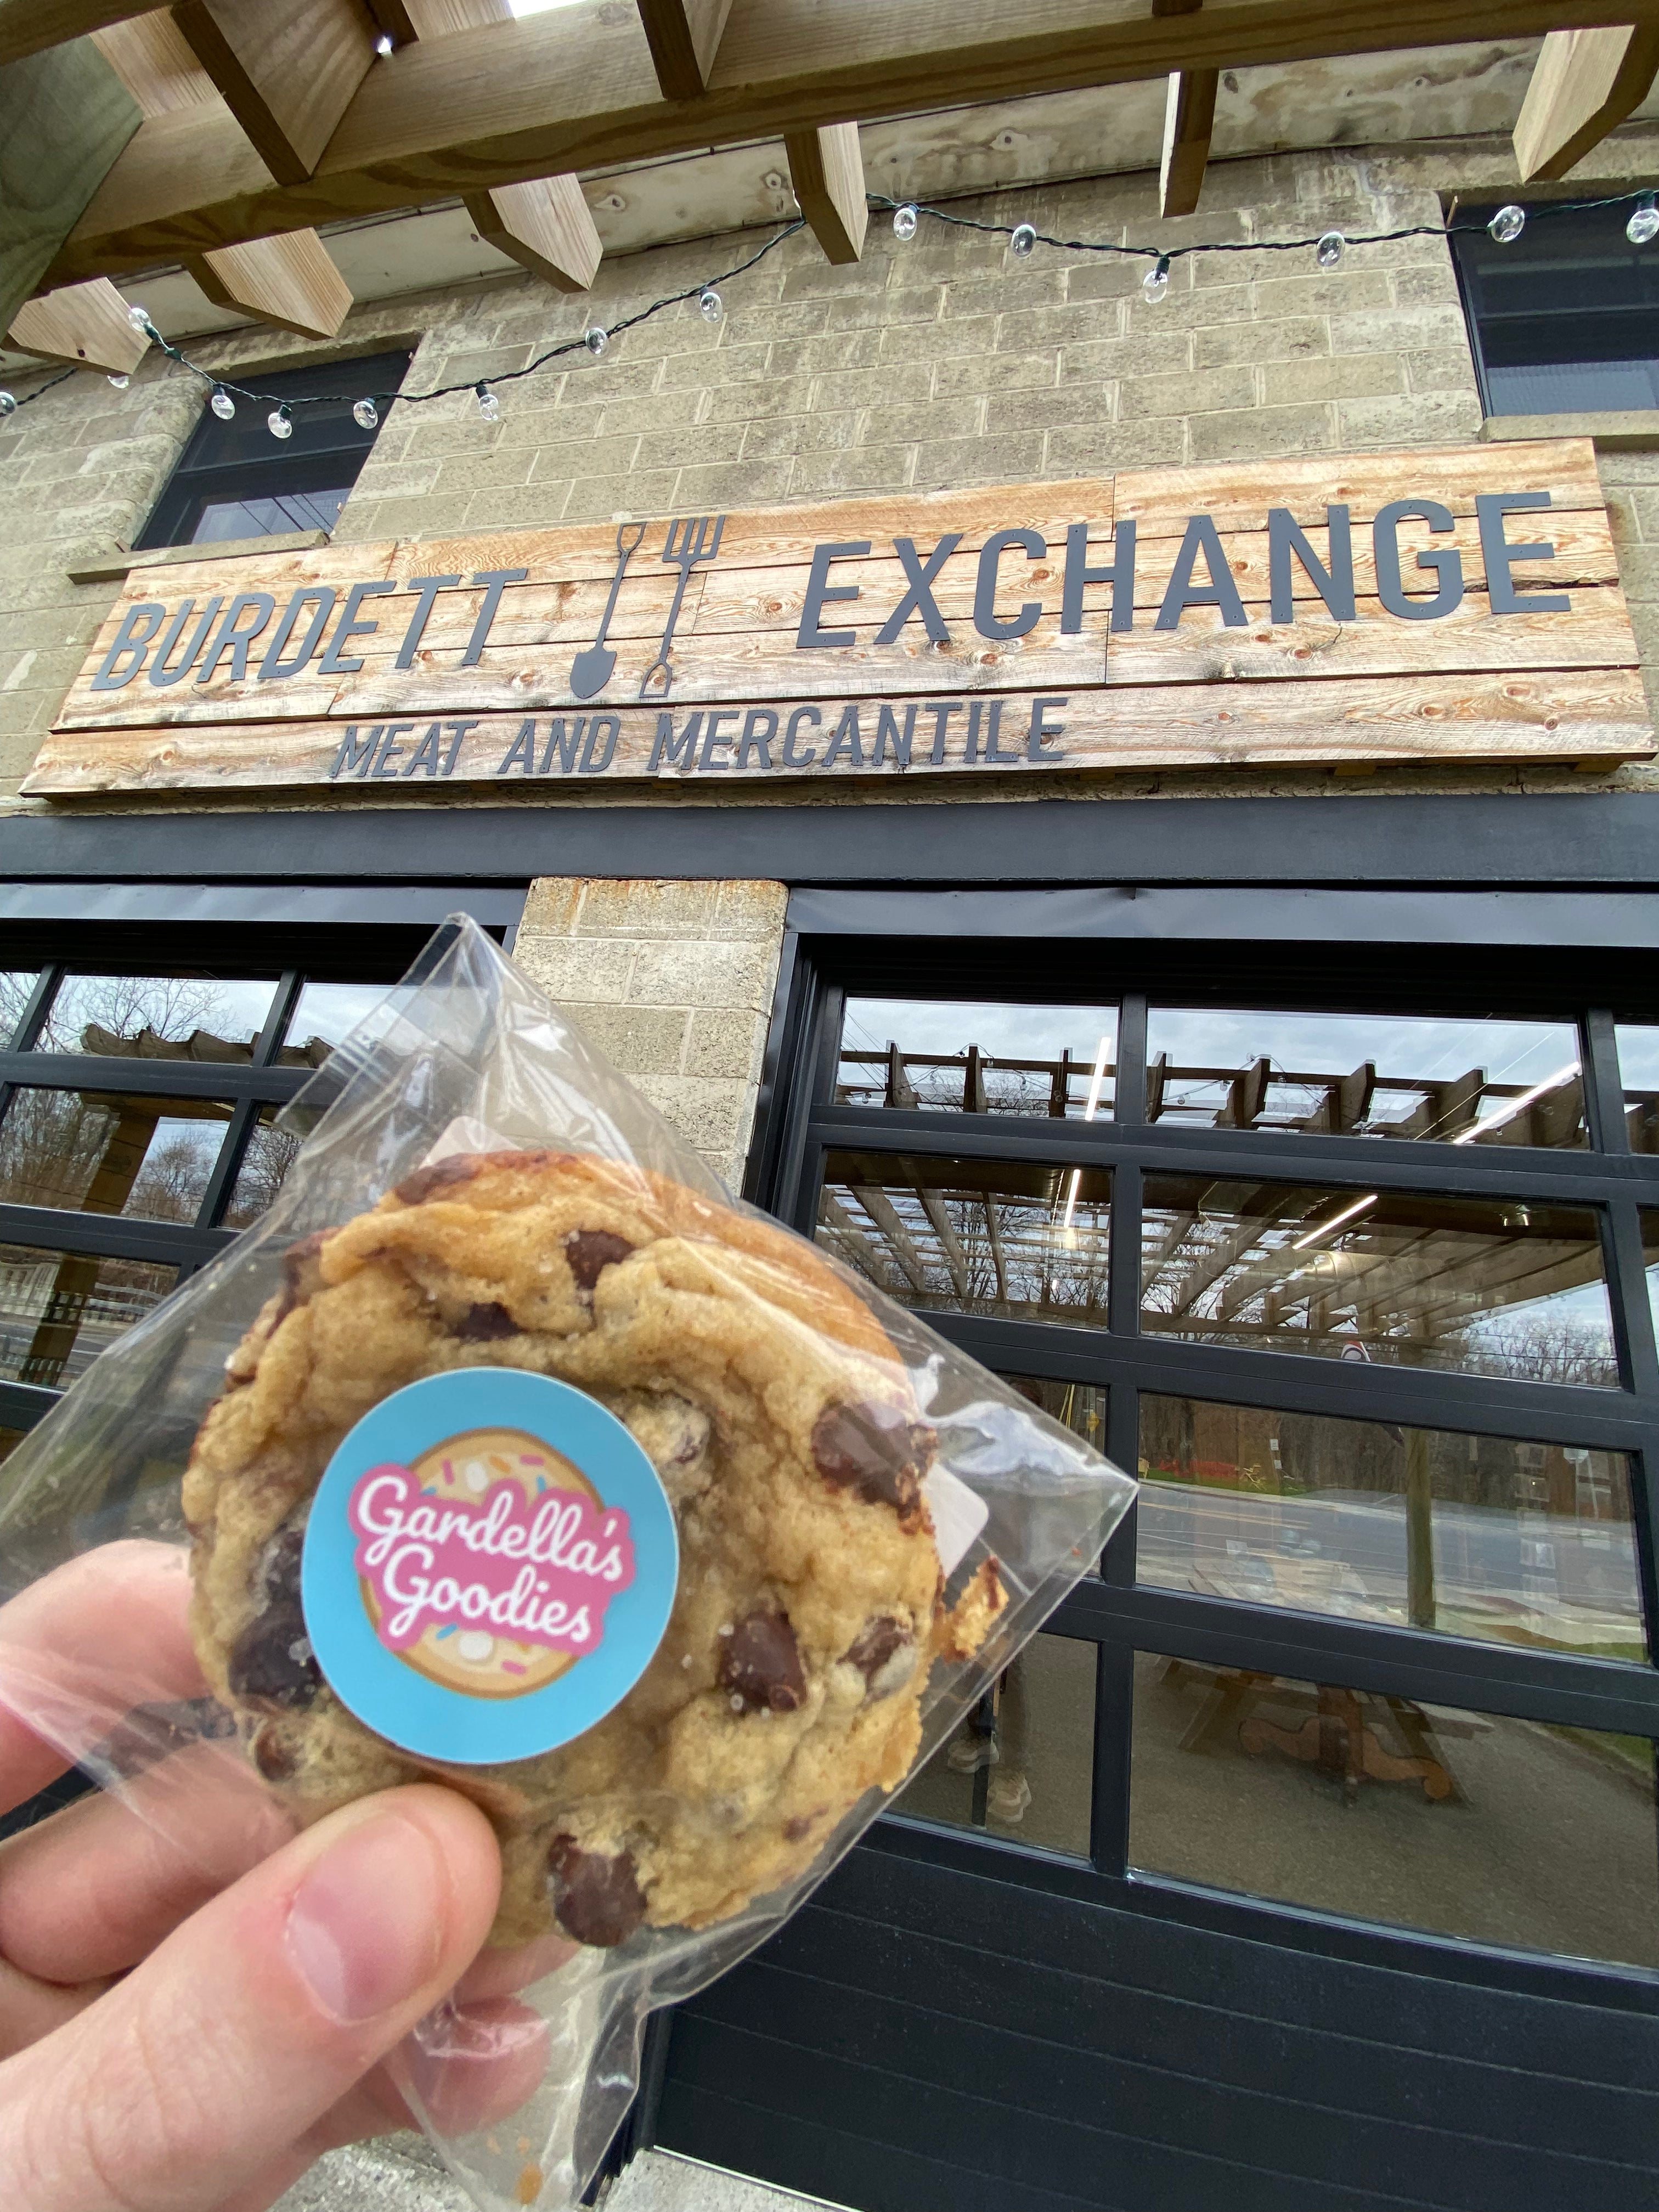 BURDETT EXCHANGE
MEAT AND MERCANTILE
Gardella's
Goodies